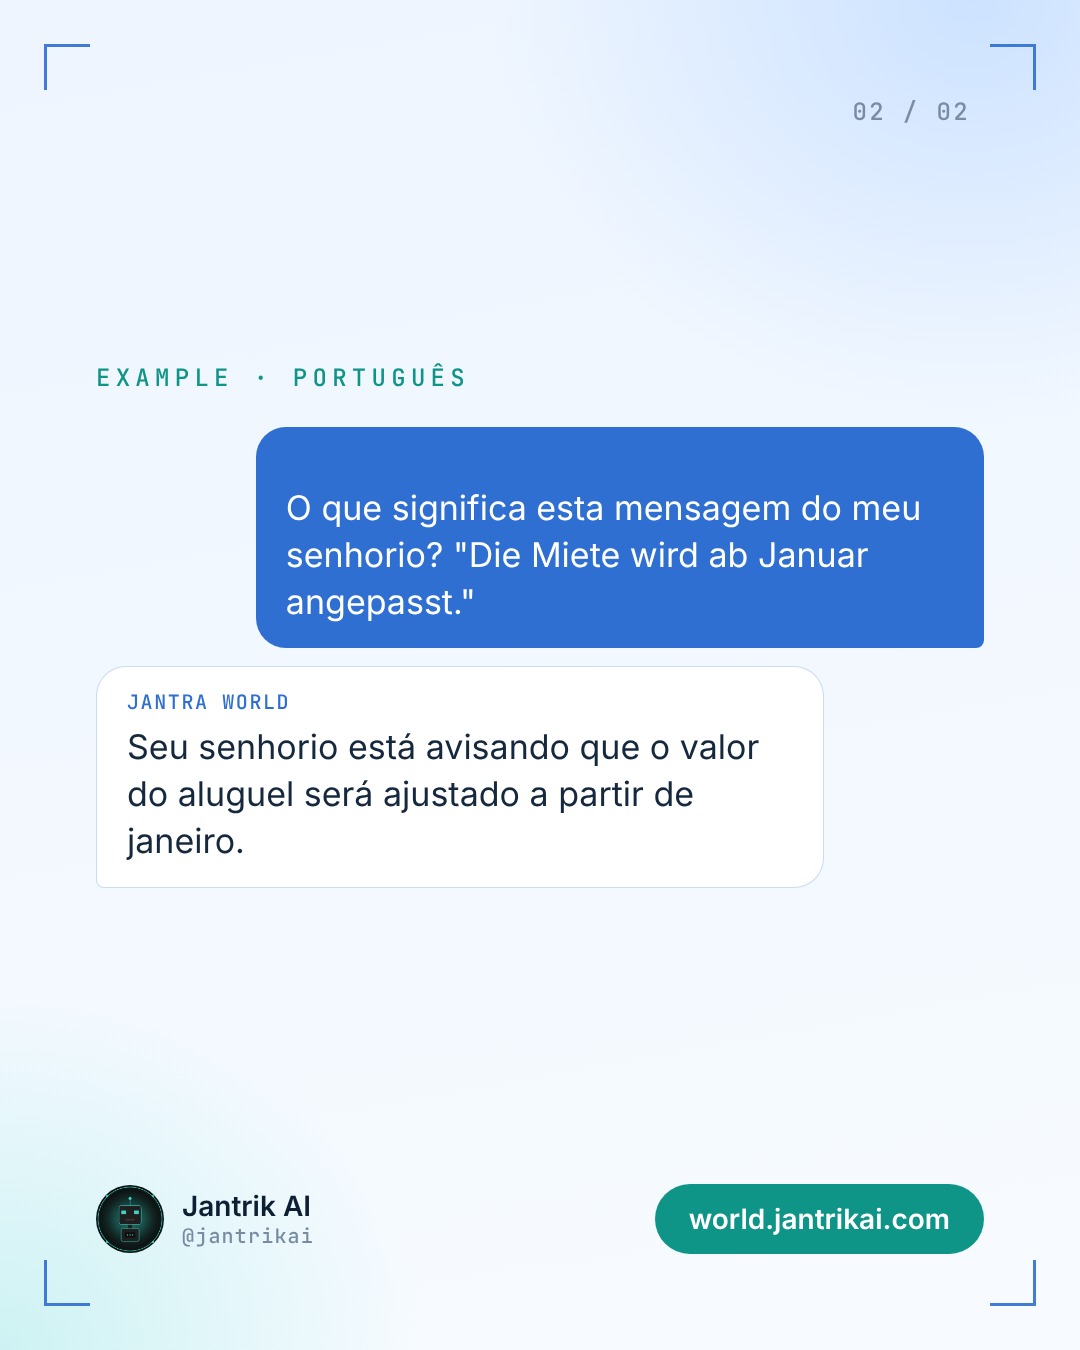 02 / 02
EXAMPLE · PORTUGUÊS
O que significa esta mensagem do meu
senhorio? "Die Miete wird ab Januar
angepasst."
JANTRA WORLD
Seu senhorio está avisando que o valor
do aluguel será ajustado a partir de
janeiro.
Jantrik AI
@jantrikai
world.jantrikai.com